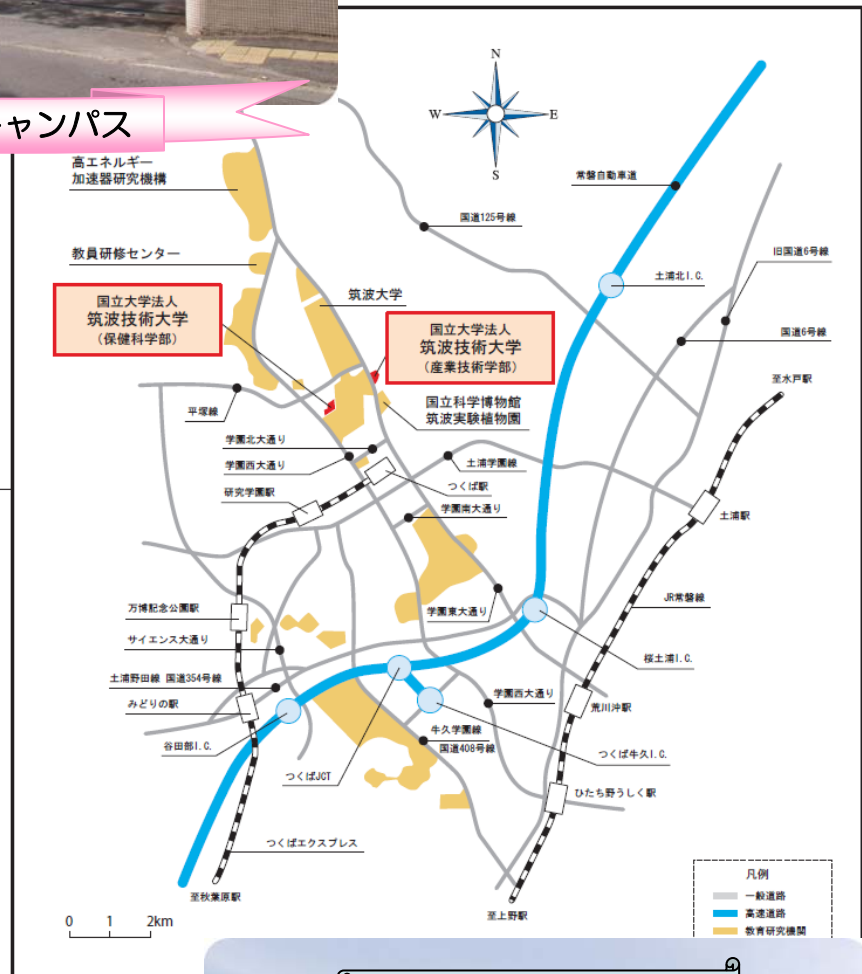 ャンパス
N
W
E
S
高エネルギー
加速器研究機構
常磐自動車道
国道125号線
教員研修センター
旧国道6号線
土浦北I.C.
筑波大学
国立大学法人
筑波技術大学
(保健科学部)
国立大学法人
筑波技術大学
(産業技術学部)
国道6号線
至水戸駅
国立科学博物館
筑波実験植物園
平塚線
学園北大通り
土浦学園線
学園西大通り
つくば駅
研究学園駅
学園南大通り
土浦駅
JR常磐線
万博記念公園駅
学園東大通り
サイエンス大通り
桜土浦I.C.
土浦野田線 国道354号線
学園西大通り
みどりの駅
荒川沖駅
牛久学園線
国道408号線
谷田部I.C.
つくば牛久I.C.
つくばJCT
ひたち野うしく駅
つくばエクスプレス
凡例
至秋葉原駅
一般道路
至上野駅
高速道路
0 1 2km
教育研究機関